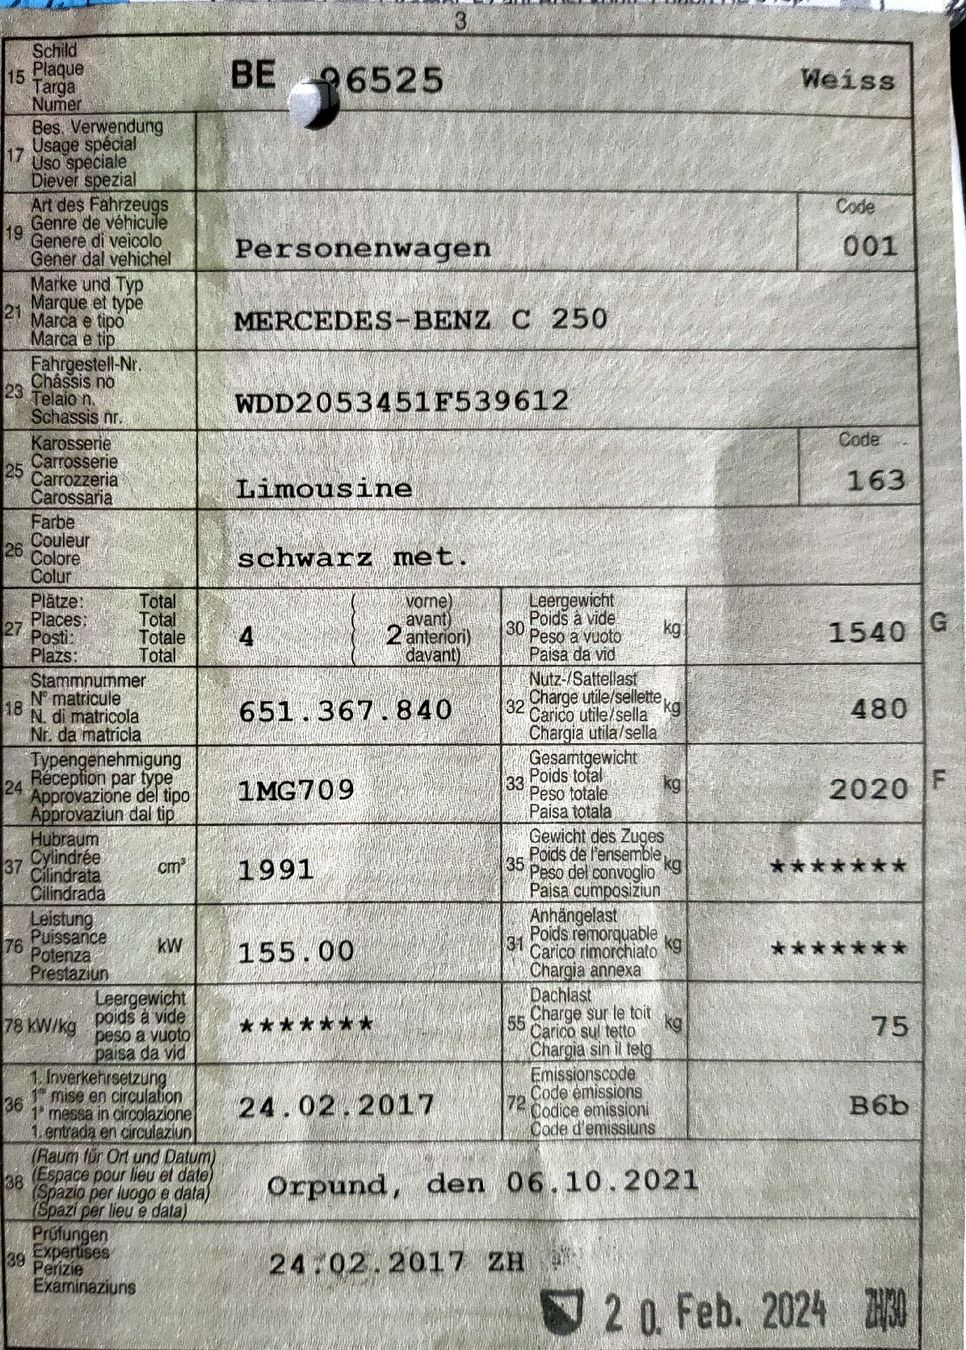 3
15 Schild
Plaque
Targa
Numer
BE 96525 Weiss
17 Bes. Verwendung
Usage spécial
Uso speciale
Diever spezial
19 Art des Fahrzeugs
Genre de véhicule
Genere di veicolo
Gener dal vehichel
Personenwagen
Code
001
21 Marke und Typ
Marque et type
Marca e tipo
Marca e tip
MERCEDES-BENZ C 250
23 Fahrgestell-Nr.
Châssis no
Telaio n.
Schassis nr.
WDD2053451F539612
25 Karosserie
Carrosserie
Carrozzeria
Carossaria
Limousine
Code
163
26 Farbe
Couleur
Colore
Colur
schwarz met.
27 Plätze: Total
Places: Total
Posti: Totale
Plazs: Total
4
( vorne)
avant)
2 anteriori)
( davant)
30 Leergewicht
Poids à vide
Peso a vuoto
Paisa da vid
kg
1540 G
18 Stammnummer
N° matricule
N. di matricola
Nr. da matricla
651.367.840
32 Nutz-/Sattellast
Charge utile/sellette
Carico utile/sella
Chargia utila/sella
kg
480
24 Typengenehmigung
Réception par type
Approvazione del tipo
Approvaziun dal tip
1MG709
33 Gesamtgewicht
Poids total
Peso totale
Paisa totala
kg
2020 F
37 Hubraum
Cylindrée
Cilindrata
Cilindrada
cm³
1991
35 Gewicht des Zuges
Poids de l'ensemble
Peso del convoglio
Paisa cumposiziun
kg
*******
76 Leistung
Puissance
Potenza
Prestaziun
kW
155.00
31 Anhängelast
Poids remorquable
Carico rimorchiato
Chargia annexa
kg
*******
78 kW/kg
Leergewicht
poids à vide
peso a vuoto
paisa da vid
*******
55 Dachlast
Charge sur le toit
Carico sul tetto
Chargia sin il tetg
kg
75
36 1. Inverkehrsetzung
1re mise en circulation
1a messa in circolazione
1. entrada en circulaziun
24.02.2017
72 Emissionscode
Code émissions
Codice emissioni
Code d'emissiuns
B6b
38 (Raum für Ort und Datum)
(Espace pour lieu et date)
(Spazio per luogo e data)
(Spazi per lieu e data)
Orpund, den 06.10.2021
39 Prüfungen
Expertises
Perizie
Examinaziuns
24.02.2017 ZH
20. Feb. 2024 ZH/30